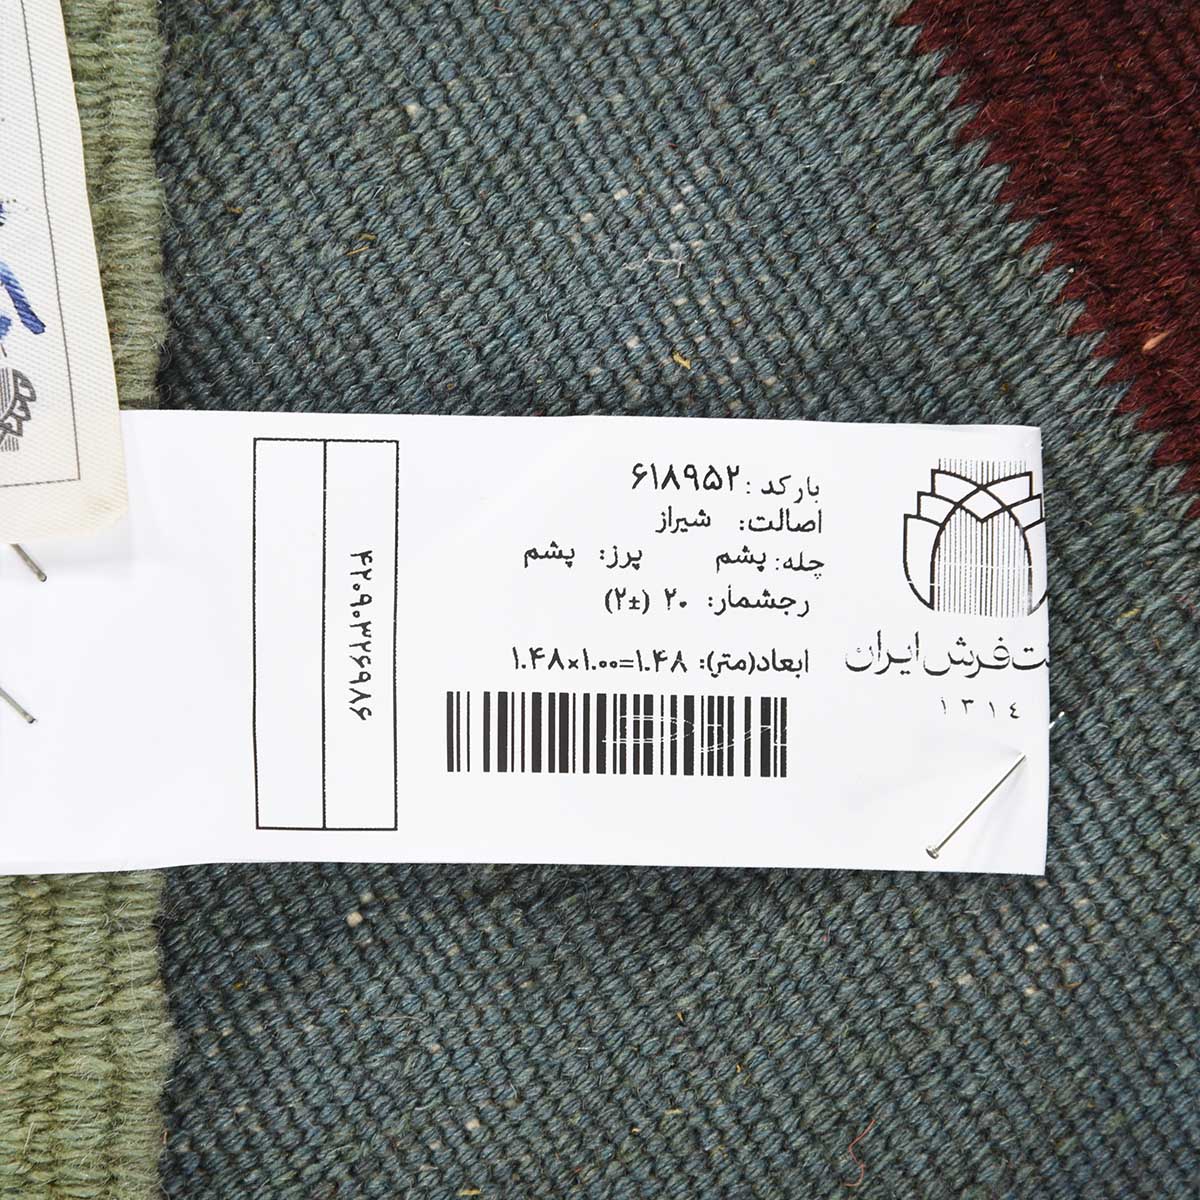 بارکد: ۶۱۸۹۵۲
اصالت: شیراز
چله: پشم پرز: پشم
رجشمار: ۲۰ (±۲)
ابعاد(متر): ۱.۴۸×۱.۰۰=۱.۴۸
فرش ایران
۱۳۱٤
۴۲۰۹۰۳۲۶۹۸۶